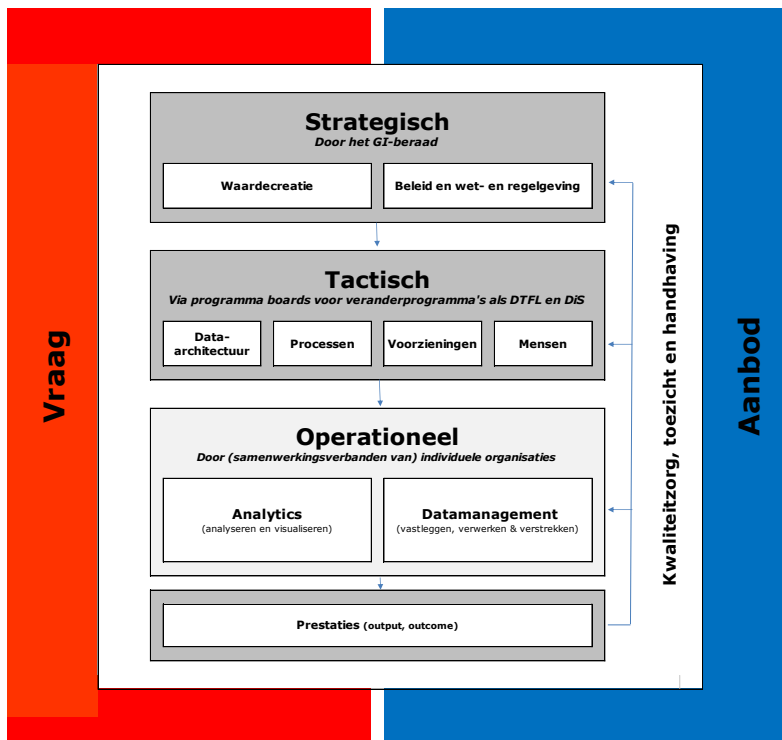 Strategisch
Door het GI-beraad
Waardecreatie
Beleid en wet- en regelgeving
Tactisch
Via programma boards voor veranderprogramma's als DTFL en DiS
Data-
architectuur
Processen
Voorzieningen
Mensen
Operationeel
Door (samenwerkingsverbanden van) individuele organisaties
Analytics
(analyseren en visualiseren)
Datamanagement
(vastleggen, verwerken & verstrekken)
Prestaties (output, outcome)
Vraag
Kwaliteitzorg, toezicht en handhaving
Aanbod